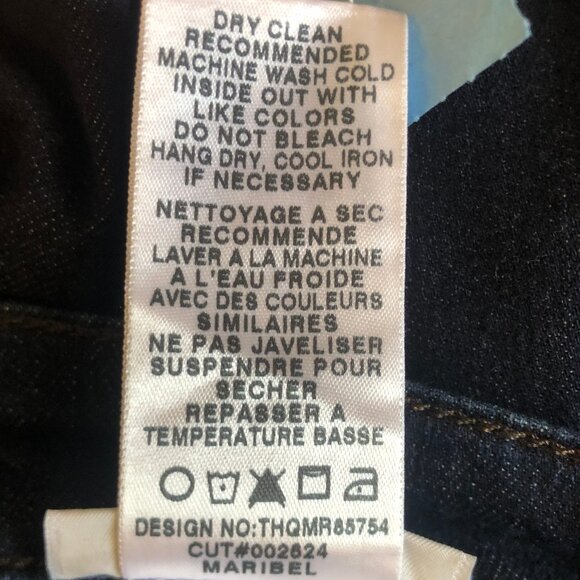 DRY CLEAN
RECOMMENDED
MACHINE WASH COLD
INSIDE OUT WITH
LIKE COLORS
DO NOT BLEACH
HANG DRY, COOL IRON
IF NECESSARY
NETTOYAGE A SEC
RECOMMENDE
LAVER A LA MACHINE
A L'EAU FROIDE
AVEC DES COULEURS
SIMILAIRES
NE PAS JAVELISER
SUSPENDRE POUR
SECHER
REPASSER A
TEMPERATURE BASSE
DESIGN NO:THQMR85754
CUT#002624
MARIBEL